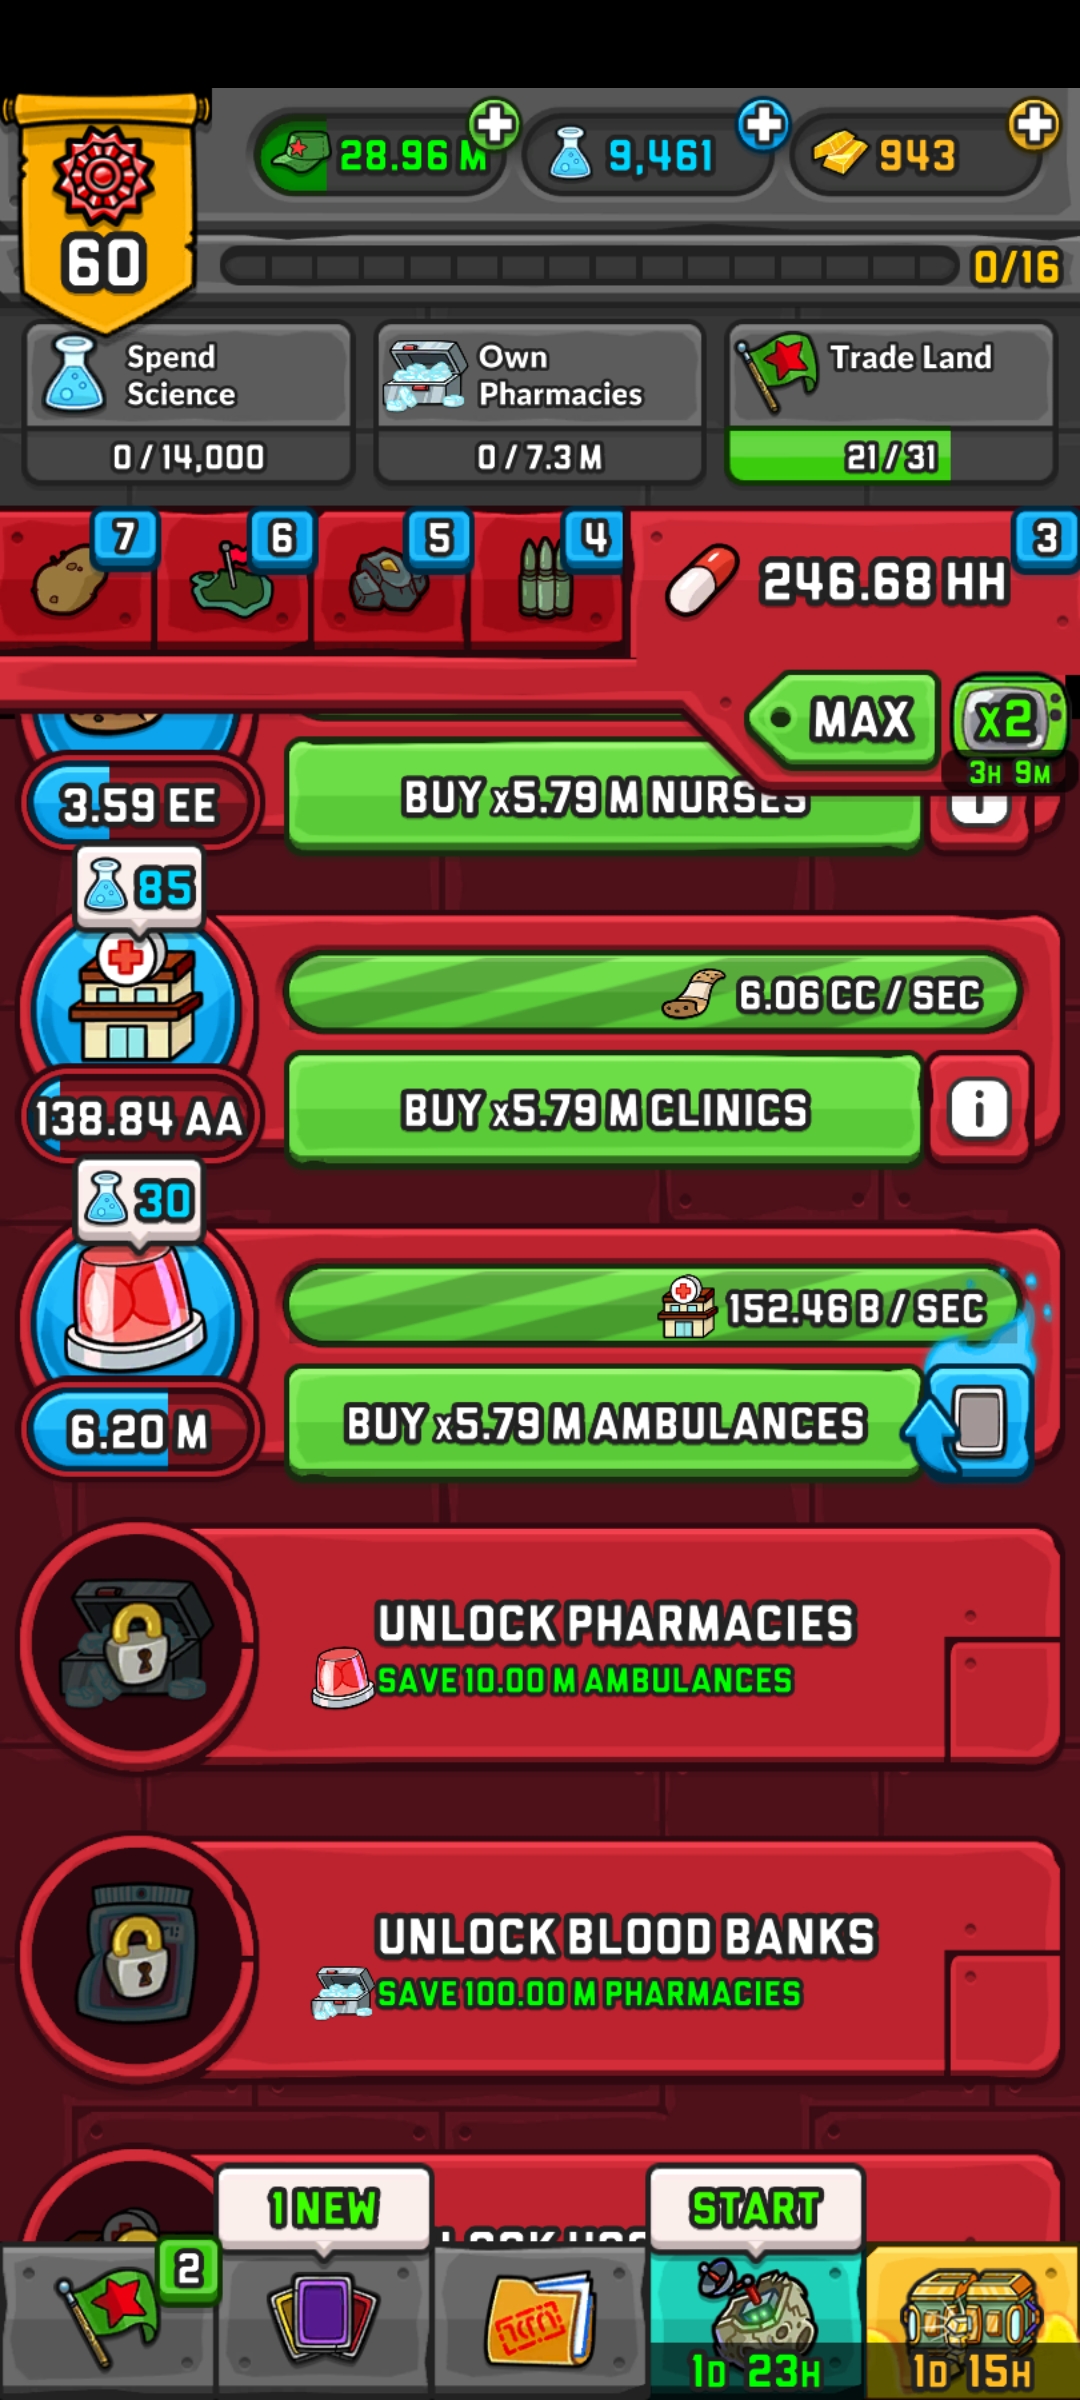 28.96 M
9,461
943
60
0/16
Spend
Science
0 / 14,000
Own
Pharmacies
0 / 7.3 M
Trade Land
21 / 31
7
6
5
4
246.68 HH
3
MAX
x2
3H 9M
3.59 EE
BUY x5.79 M NURSES
85
6.06 CC / SEC
138.84 AA
BUY x5.79 M CLINICS
i
30
152.46 B / SEC
6.20 M
BUY x5.79 M AMBULANCES
UNLOCK PHARMACIES
SAVE 10.00 M AMBULANCES
UNLOCK BLOOD BANKS
SAVE 100.00 M PHARMACIES
1 NEW
START
2
1D 23H
1D 15H